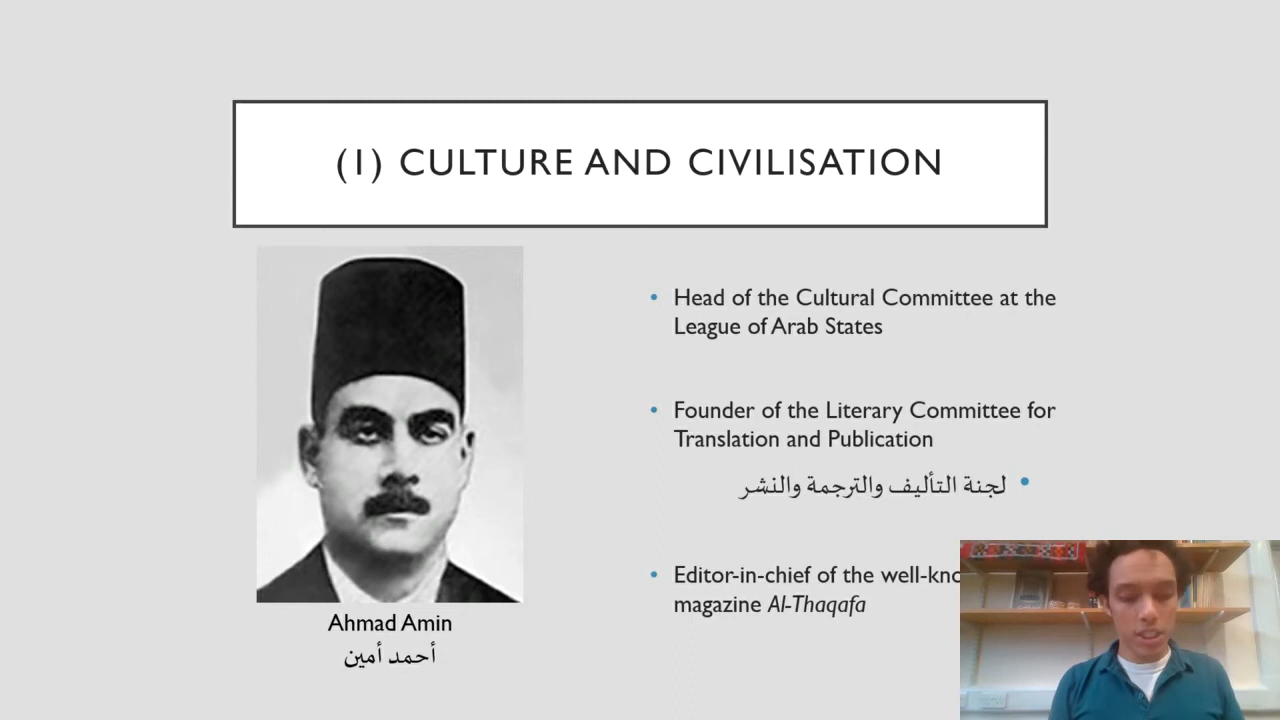 (1) CULTURE AND CIVILISATION
Head of the Cultural Committee at the
League of Arab States
Founder of the Literary Committee for
Translation and Publication
لجنة التأليف والترجمة والنشر
Editor-in-chief of the
magazine Al-Thaqafa
Ahmad Amin
أحمد أمين